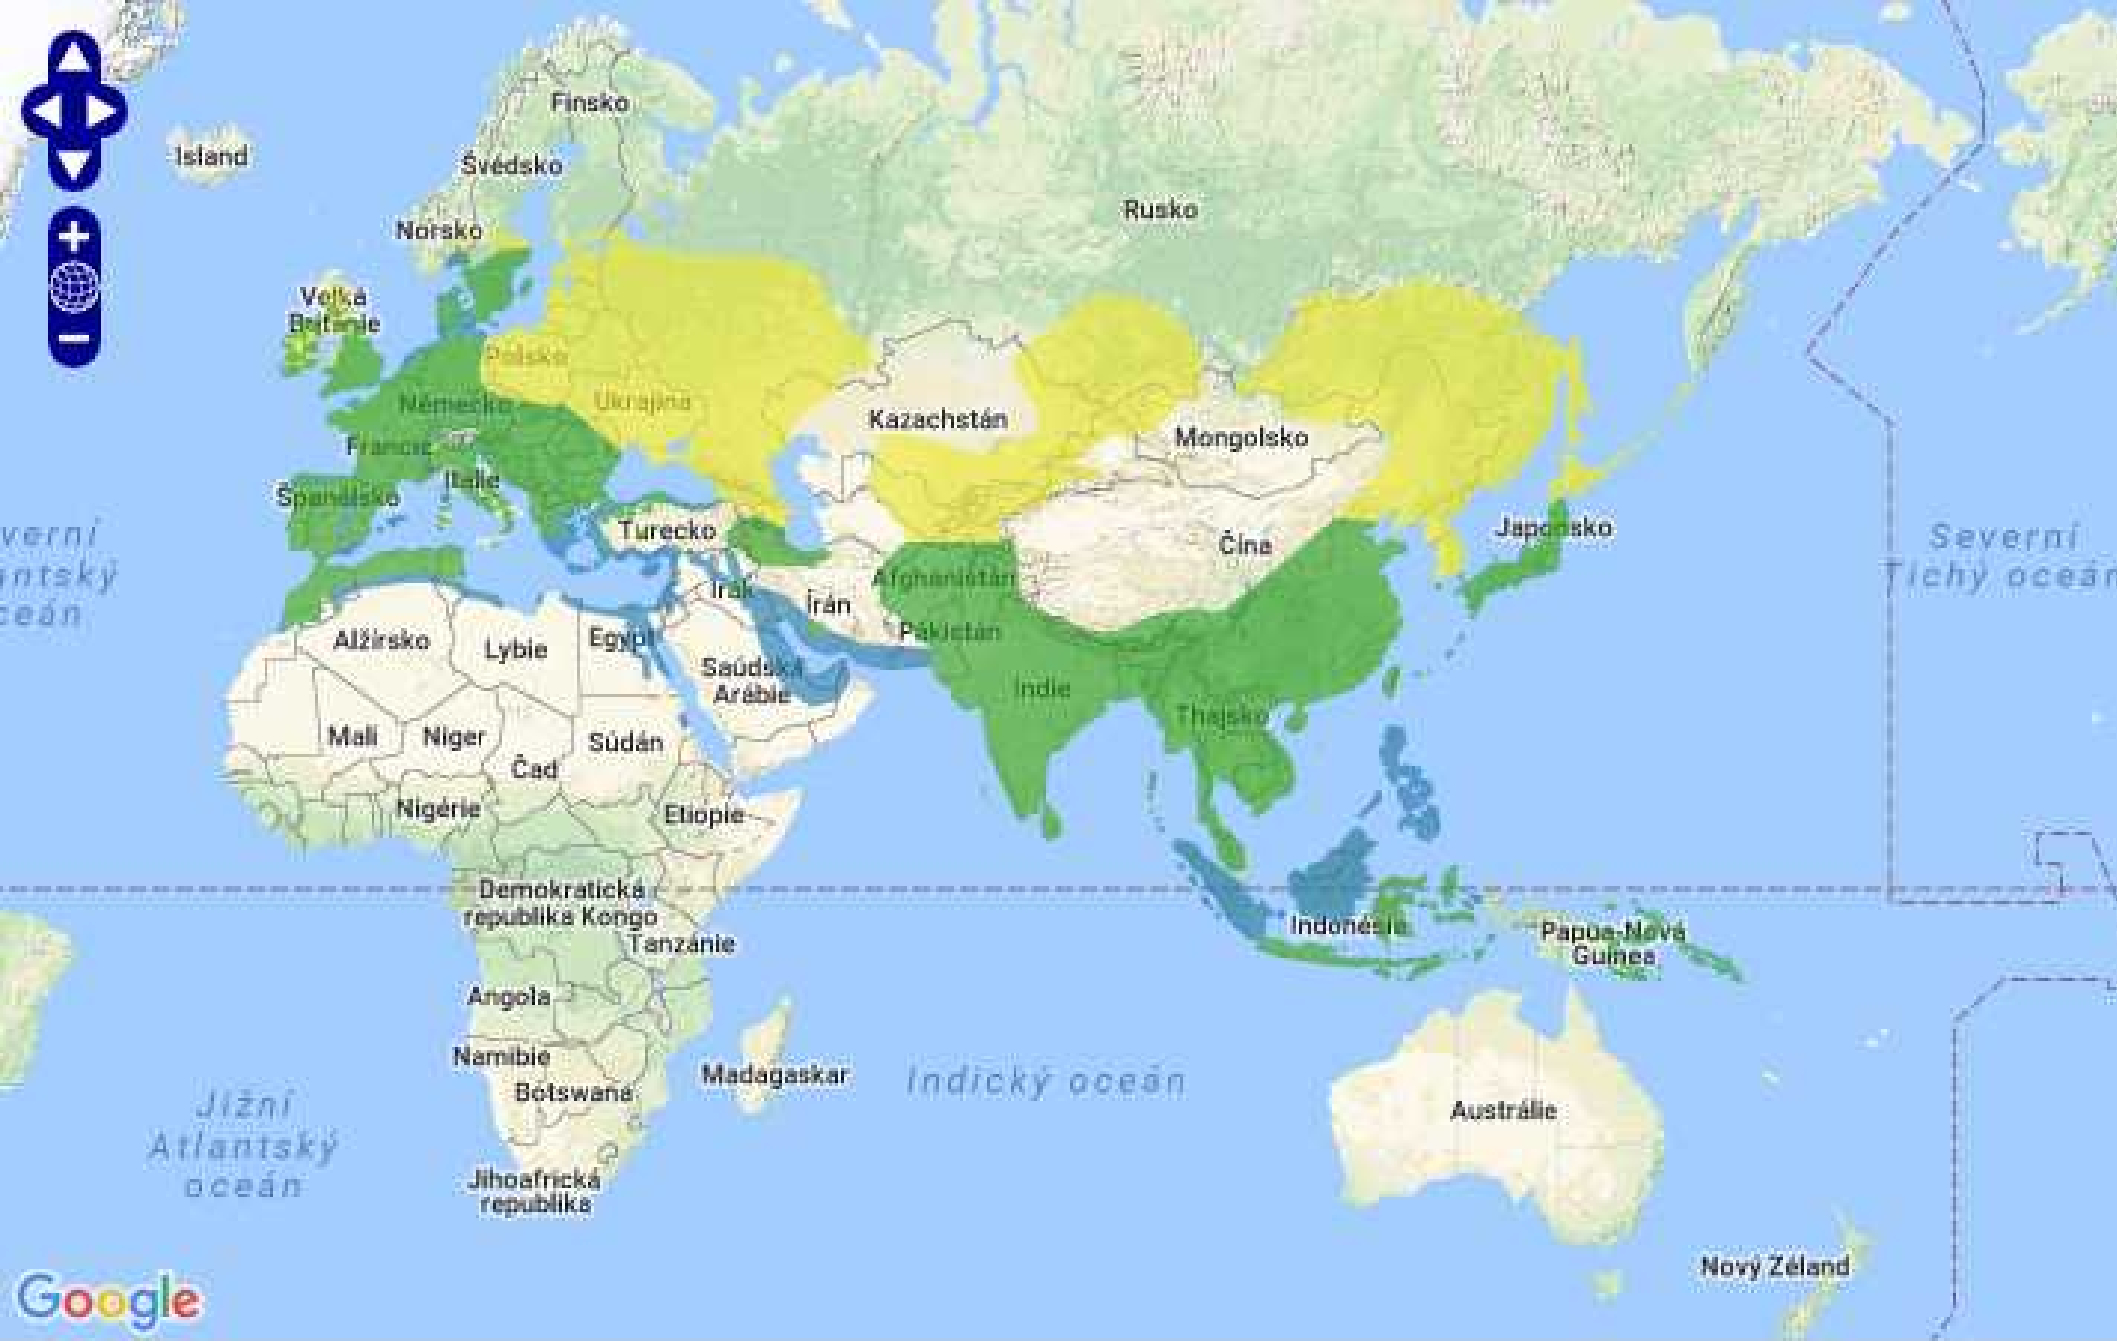 Finsko
Island
Švédsko
Rusko
Norsko
Velká
Británie
Polsko
Německo
Ukrajina
Kazachstán
Francie
Mongolsko
Itálie
Španělsko
Turecko
Japonsko
Čína
verní
antský
ceán
Severní
Tichý oceán
Afghánistán
Irák
Írán
Pákistán
Alžírsko
Lybie
Egypt
Saúdská
Arábie
Indie
Thajsko
Mali
Niger
Súdán
Čad
Nigérie
Etiopie
Demokratická
republika Kongo
Tanzánie
Indonésie
Papua-Nová
Guinea
Angola
Namibie
Botswana
Madagaskar
Indický oceán
Austrálie
Jižní
Atlantský
oceán
Jihoafrická
republika
Nový Zéland
Google